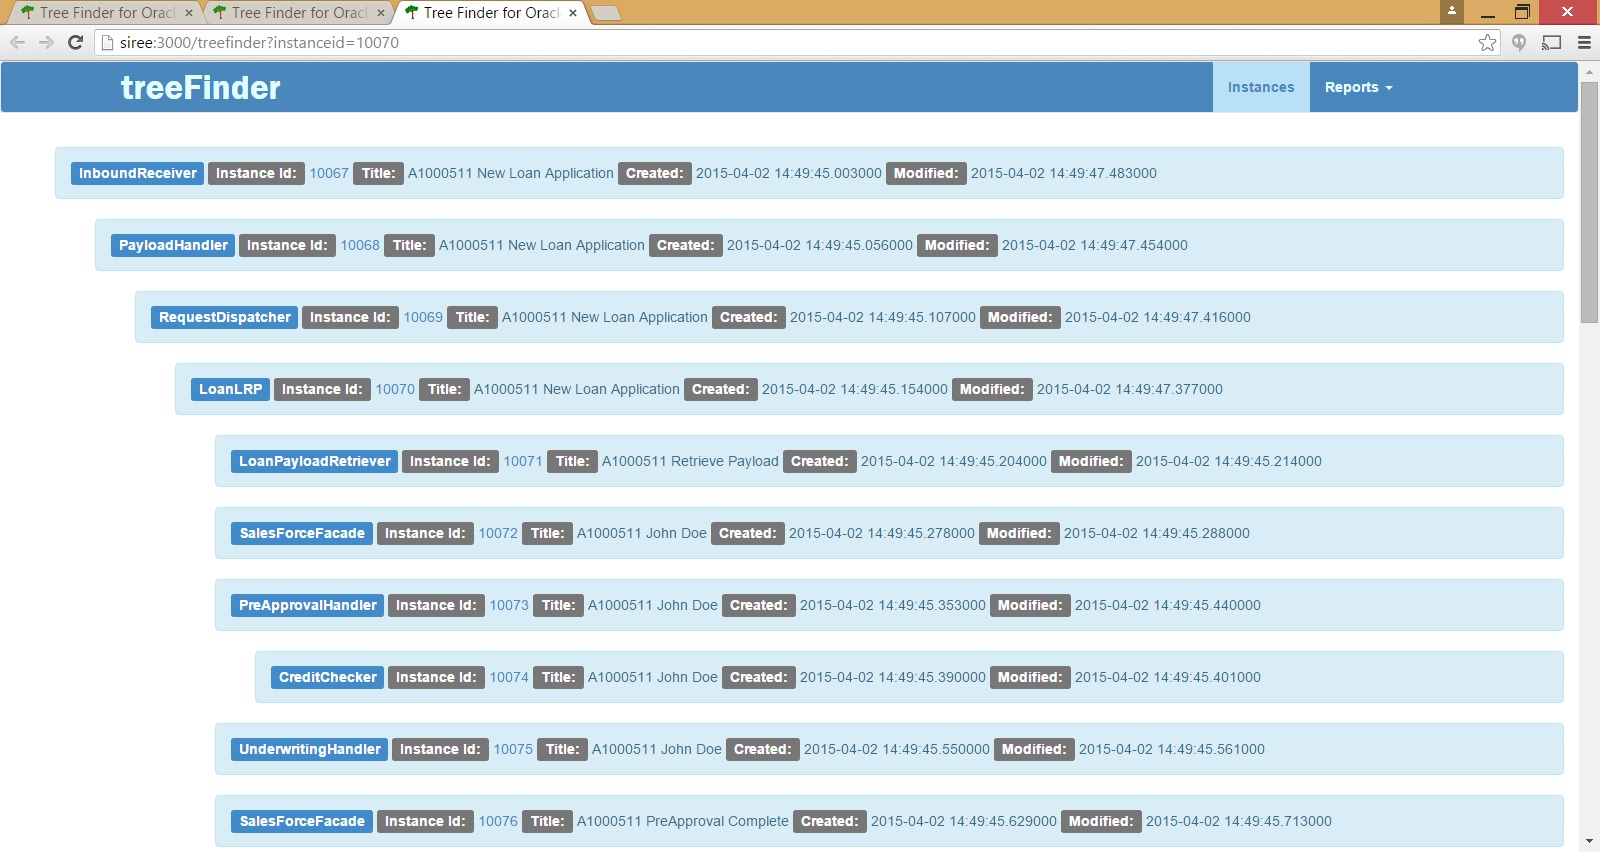 Tree Finder for Oracl Tree Finder for Oracl Tree Finder for Oracl
siree:3000/treefinder?instanceid=10070
treeFinder Instances Reports
InboundReceiver Instance Id: 10067 Title: A1000511 New Loan Application Created: 2015-04-02 14:49:45.003000 Modified: 2015-04-02 14:49:47.483000
PayloadHandler Instance Id: 10068 Title: A1000511 New Loan Application Created: 2015-04-02 14:49:45.056000 Modified: 2015-04-02 14:49:47.454000
RequestDispatcher Instance Id: 10069 Title: A1000511 New Loan Application Created: 2015-04-02 14:49:45.107000 Modified: 2015-04-02 14:49:47.416000
LoanLRP Instance Id: 10070 Title: A1000511 New Loan Application Created: 2015-04-02 14:49:45.154000 Modified: 2015-04-02 14:49:47.377000
LoanPayloadRetriever Instance Id: 10071 Title: A1000511 Retrieve Payload Created: 2015-04-02 14:49:45.204000 Modified: 2015-04-02 14:49:45.214000
SalesForceFacade Instance Id: 10072 Title: A1000511 John Doe Created: 2015-04-02 14:49:45.278000 Modified: 2015-04-02 14:49:45.288000
PreApprovalHandler Instance Id: 10073 Title: A1000511 John Doe Created: 2015-04-02 14:49:45.353000 Modified: 2015-04-02 14:49:45.440000
CreditChecker Instance Id: 10074 Title: A1000511 John Doe Created: 2015-04-02 14:49:45.390000 Modified: 2015-04-02 14:49:45.401000
UnderwritingHandler Instance Id: 10075 Title: A1000511 John Doe Created: 2015-04-02 14:49:45.550000 Modified: 2015-04-02 14:49:45.561000
SalesForceFacade Instance Id: 10076 Title: A1000511 PreApproval Complete Created: 2015-04-02 14:49:45.629000 Modified: 2015-04-02 14:49:45.713000